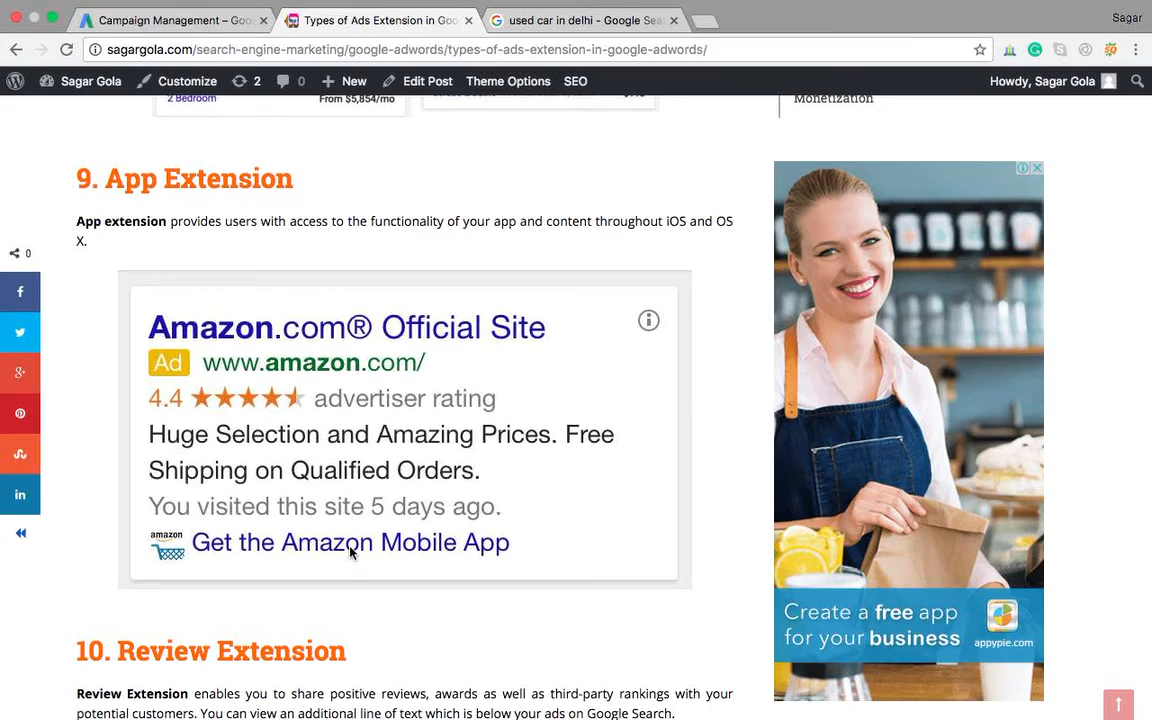 Campaign Management – Goo
Types of Ads Extension in Go
used car in delhi - Google Sea
Sagar
sagargola.com/search-engine-marketing/google-adwords/types-of-ads-extension-in-google-adwords/
Sagar Gola
Customize
2
0
New
Edit Post
Theme Options
SEO
Howdy, Sagar Gola
2 Bedroom
From $5,854/mo
Monetization
9. App Extension
App extension provides users with access to the functionality of your app and content throughout iOS and OS
X.
0
Amazon.com® Official Site
Ad www.amazon.com/
4.4 advertiser rating
Huge Selection and Amazing Prices. Free
Shipping on Qualified Orders.
You visited this site 5 days ago.
amazon
Get the Amazon Mobile App
Create a free app
for your business
appypie.com
10. Review Extension
Review Extension enables you to share positive reviews, awards as well as third-party rankings with your
potential customers. You can view an additional line of text which is below your ads on Google Search.